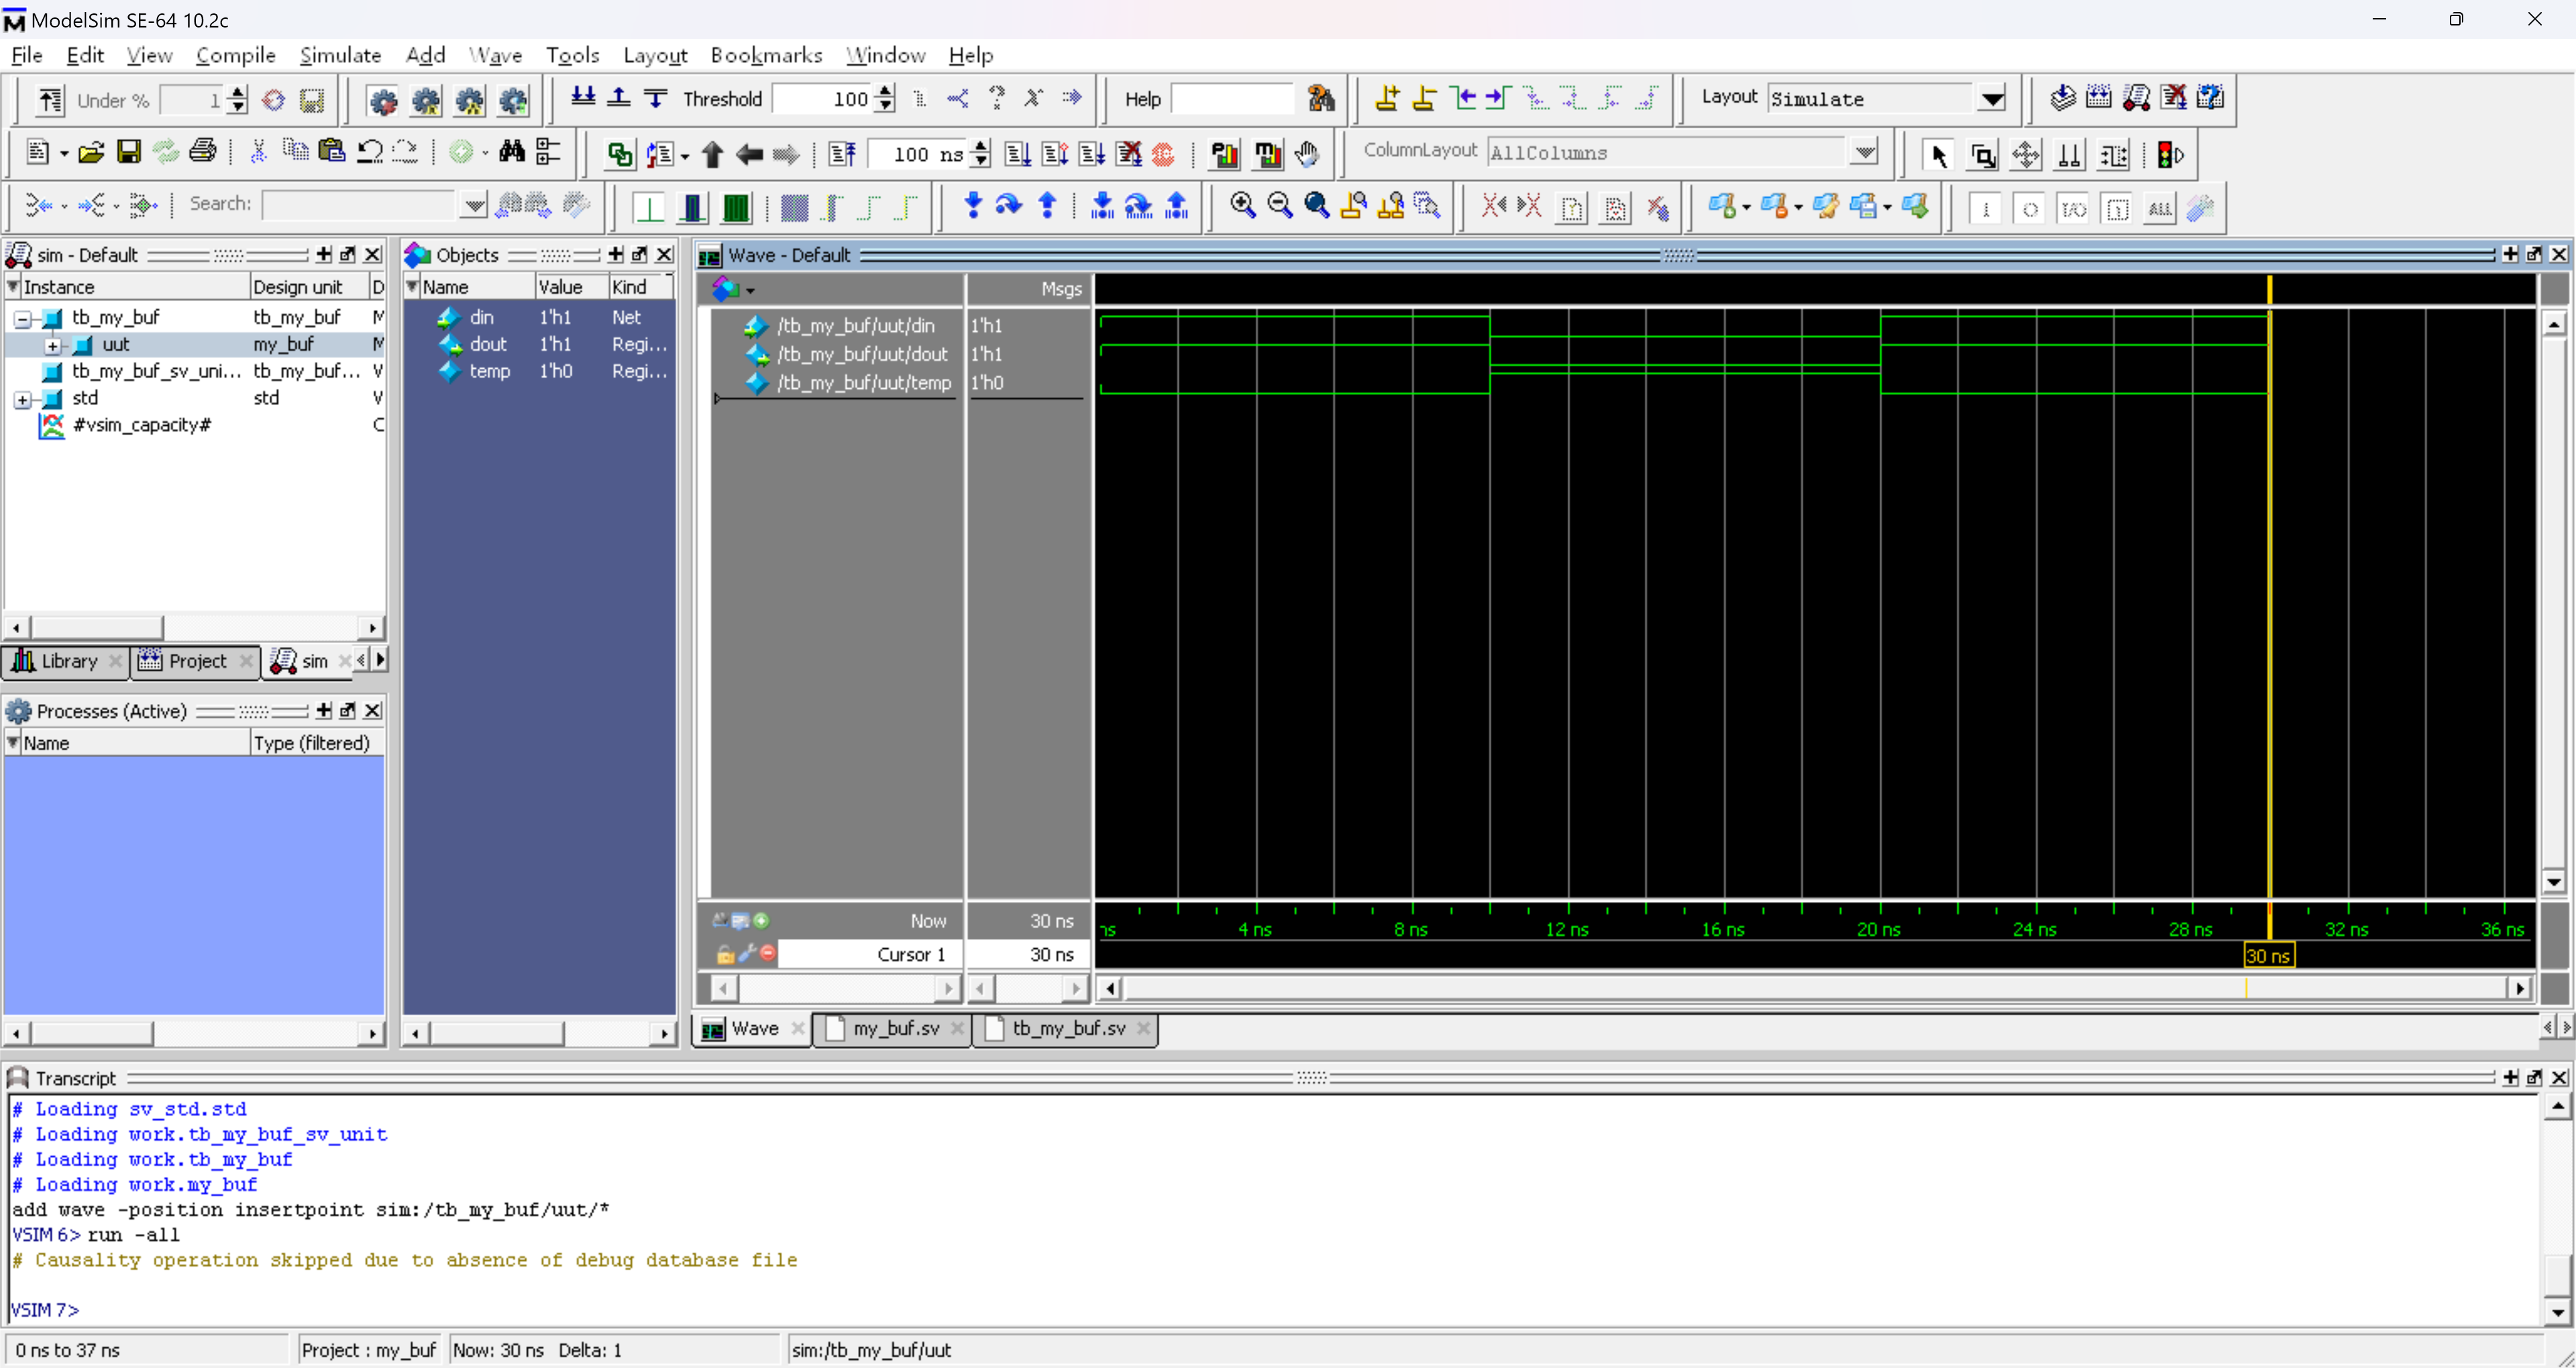 ModelSim SE-64 10.2c
File Edit View Compile Simulate Add Wave Tools Layout Bookmarks Window Help
Under % 1 Threshold 100 Help Layout Simulate
100 ns ColumnLayout AllColumns
Search: I/O ALL
sim - Default
Instance Design unit D
tb_my_buf tb_my_buf M
uut my_buf M
tb_my_buf_sv_uni... tb_my_buf... V
std std V
#vsim_capacity# C
Library Project sim
Processes (Active)
Name Type (filtered)
Objects
Name Value Kind
din 1'h1 Net
dout 1'h1 Regi...
temp 1'h0 Regi...
Wave - Default
Msgs
/tb_my_buf/uut/din 1'h1
/tb_my_buf/uut/dout 1'h1
/tb_my_buf/uut/temp 1'h0
Now 30 ns
Cursor 1 30 ns
ns 4 ns 8 ns 12 ns 16 ns 20 ns 24 ns 28 ns 32 ns 36 ns
30 ns
Wave my_buf.sv tb_my_buf.sv
Transcript
# Loading sv_std.std
# Loading work.tb_my_buf_sv_unit
# Loading work.tb_my_buf
# Loading work.my_buf
add wave -position insertpoint sim:/tb_my_buf/uut/*
VSIM 6> run -all
# Causality operation skipped due to absence of debug database file
VSIM 7>
0 ns to 37 ns Project : my_buf Now: 30 ns Delta: 1 sim:/tb_my_buf/uut